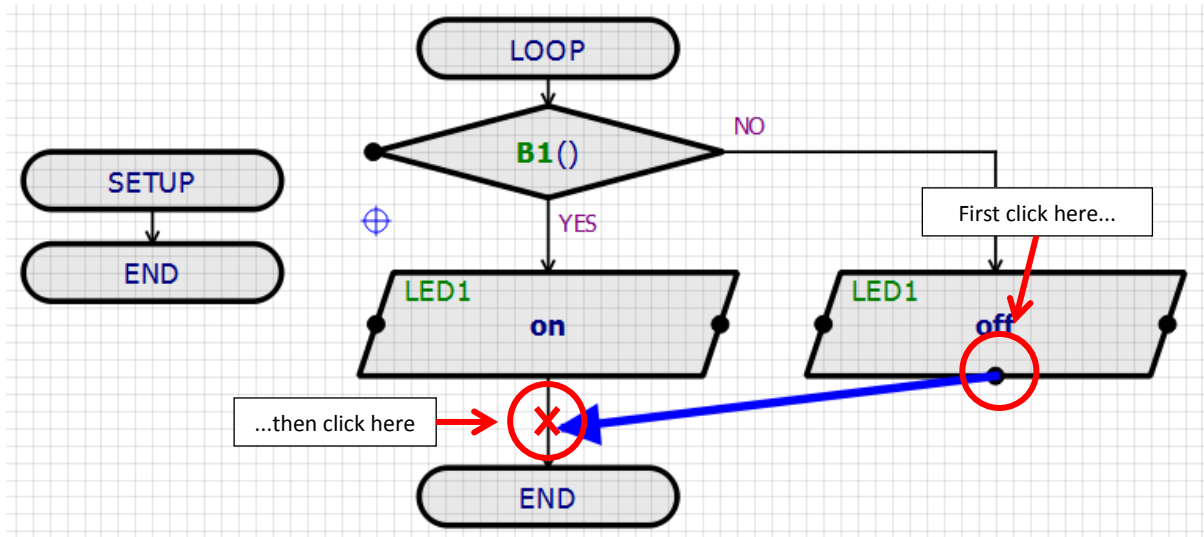 LOOP
B1()
NO
YES
SETUP
END
First click here...
LED1
on
LED1
off
...then click here
END